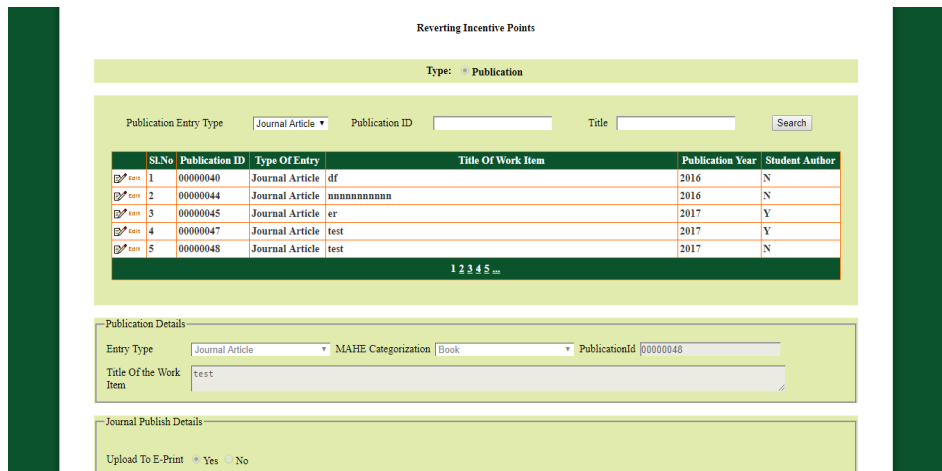 Reverting Incentive Points
Type: Publication
Publication Entry Type Journal Article Publication ID Title Search
Sl.No Publication ID Type Of Entry Title Of Work Item Publication Year Student Author
Edit 1 00000040 Journal Article df 2016 N
Edit 2 00000044 Journal Article nnnnnnnnnnn 2016 N
Edit 3 00000045 Journal Article er 2017 Y
Edit 4 00000047 Journal Article test 2017 Y
Edit 5 00000048 Journal Article test 2017 N
1 2 3 4 5 ...
Publication Details
Entry Type Journal Article MAHE Categorization Book PublicationId 00000048
Title Of the Work Item test
Journal Publish Details
Upload To E-Print Yes No